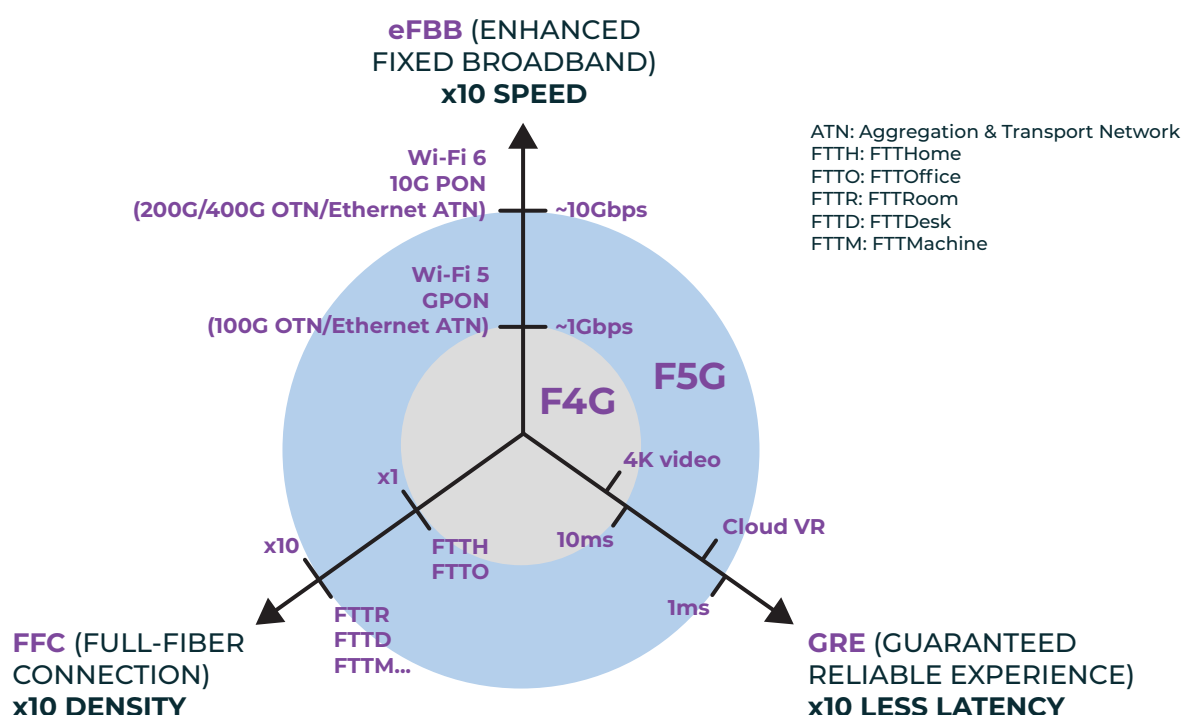 eFBB (ENHANCED
FIXED BROADBAND)
x10 SPEED
ATN: Aggregation & Transport Network
FTTH: FTTHome
FTTO: FTTOffice
FTTR: FTTRoom
FTTD: FTTDesk
FTTM: FTTMachine
Wi-Fi 6
10G PON
(200G/400G OTN/Ethernet ATN)
~10Gbps
Wi-Fi 5
GPON
(100G OTN/Ethernet ATN)
~1Gbps
F5G
F4G
4K video
10ms
Cloud VR
1ms
x1
FTTH
FTTO
x10
FTTR
FTTD
FTTM...
FFC (FULL-FIBER
CONNECTION)
x10 DENSITY
GRE (GUARANTEED
RELIABLE EXPERIENCE)
x10 LESS LATENCY